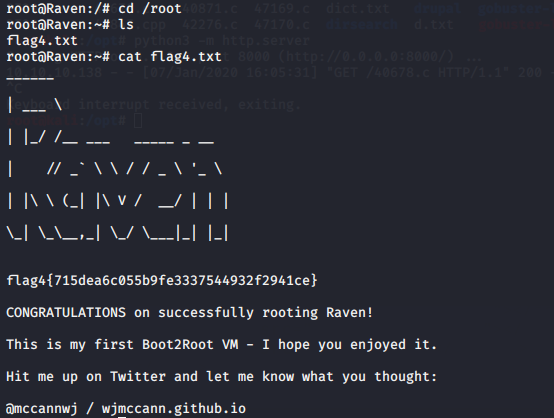 root@Raven:/# cd /root
root@Raven:~# ls
flag4.txt
root@Raven:~# cat flag4.txt
______
| ___ \
| |_/ /__ ___   _____ _ __
|    // _` \ \ / / _ \ '_ \
| |\ \ (_| |\ V /  __/ | | |
\_| \_\__,_| \_/ \___|_| |_|
flag4{715dea6c055b9fe3337544932f2941ce}
CONGRATULATIONS on successfully rooting Raven!
This is my first Boot2Root VM - I hope you enjoyed it.
Hit me up on Twitter and let me know what you thought:
@mccannwj / wjmccann.github.io